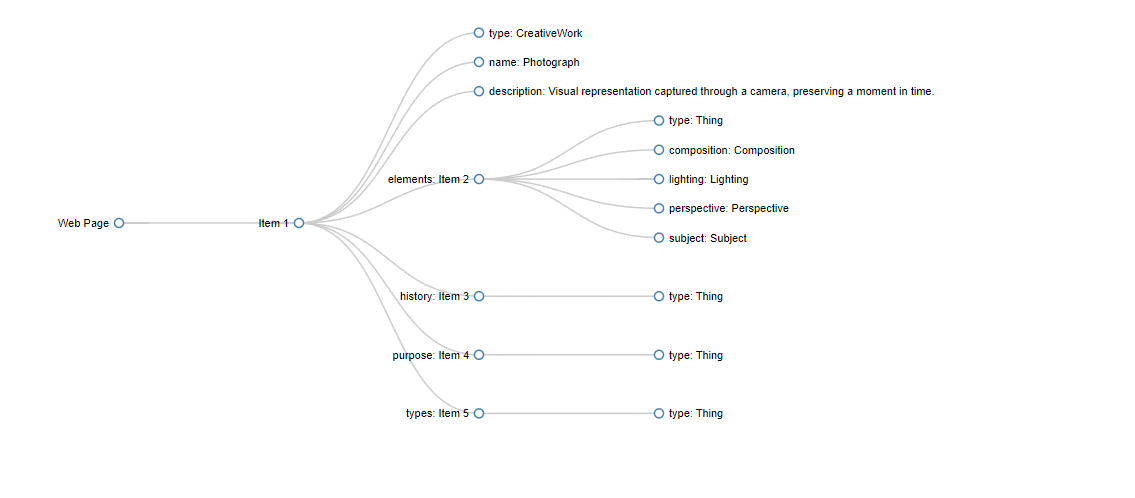 type: CreativeWork
name: Photograph
description: Visual representation captured through a camera, preserving a moment in time.
type: Thing
composition: Composition
elements: Item 2
lighting: Lighting
perspective: Perspective
Web Page
Item 1
subject: Subject
history: Item 3
type: Thing
purpose: Item 4
type: Thing
types: Item 5
type: Thing